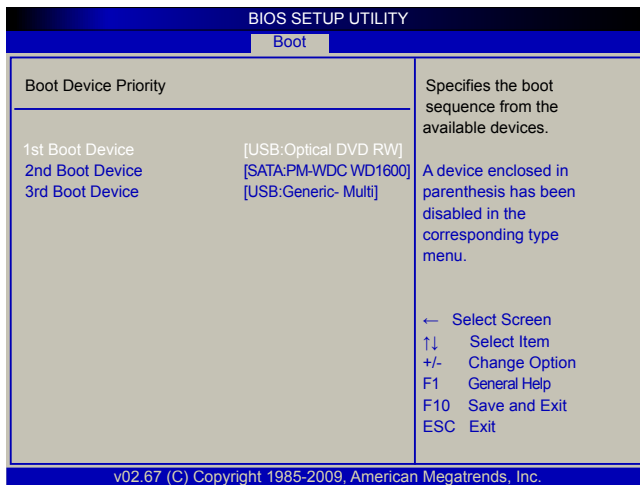 BIOS SETUP UTILITY
Boot
Boot Device Priority
1st Boot Device [USB:Optical DVD RW]
2nd Boot Device [SATA:PM-WDC WD1600]
3rd Boot Device [USB:Generic- Multi]
Specifies the boot
sequence from the
available devices.
A device enclosed in
parenthesis has been
disabled in the
corresponding type
menu.
← Select Screen
↑↓ Select Item
+/- Change Option
F1 General Help
F10 Save and Exit
ESC Exit
v02.67 (C) Copyright 1985-2009, American Megatrends, Inc.